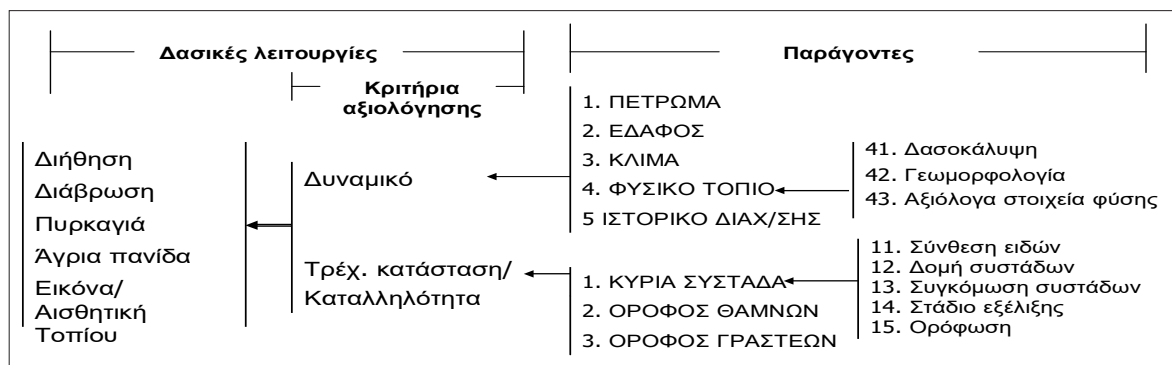 Δασικές λειτουργίες
Παράγοντες
Κριτήρια
αξιολόγησης
Διήθηση
Διάβρωση
Πυρκαγιά
Άγρια πανίδα
Εικόνα/
Αισθητική
Τοπίου
Δυναμικό
Τρέχ. κατάσταση/
Καταλληλότητα
1. ΠΕΤΡΩΜΑ
2. ΕΔΑΦΟΣ
3. ΚΛΙΜΑ
4. ΦΥΣΙΚΟ ΤΟΠΙΟ
5 ΙΣΤΟΡΙΚΟ ΔΙΑΧ/ΣΗΣ
41. Δασοκάλυψη
42. Γεωμορφολογία
43. Αξιόλογα στοιχεία φύσης
1. ΚΥΡΙΑ ΣΥΣΤΑΔΑ
2. ΟΡΟΦΟΣ ΘΑΜΝΩΝ
3. ΟΡΟΦΟΣ ΓΡΑΣΤΕΩΝ
11. Σύνθεση ειδών
12. Δομή συστάδων
13. Συγκόμωση συστάδων
14. Στάδιο εξέλιξης
15. Ορόφωση